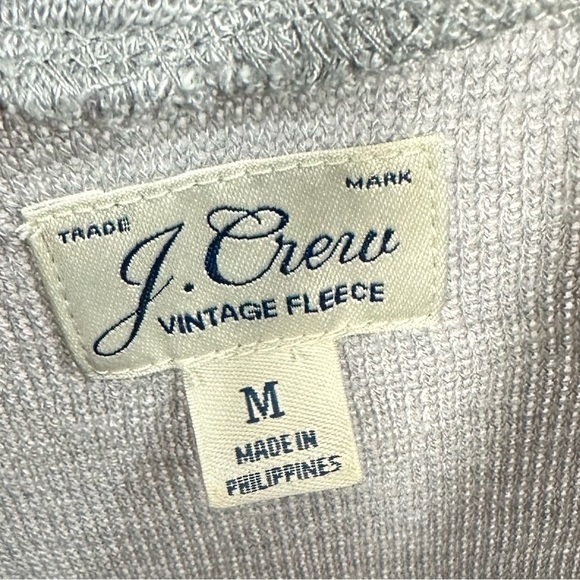 TRADE MARK
J. Crew
VINTAGE FLEECE
M
MADE IN
PHILIPPINES